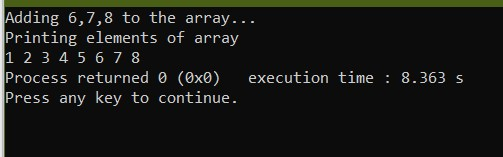 Adding 6,7,8 to the array...
Printing elements of array
1 2 3 4 5 6 7 8
Process returned 0 (0x0)   execution time : 8.363 s
Press any key to continue.